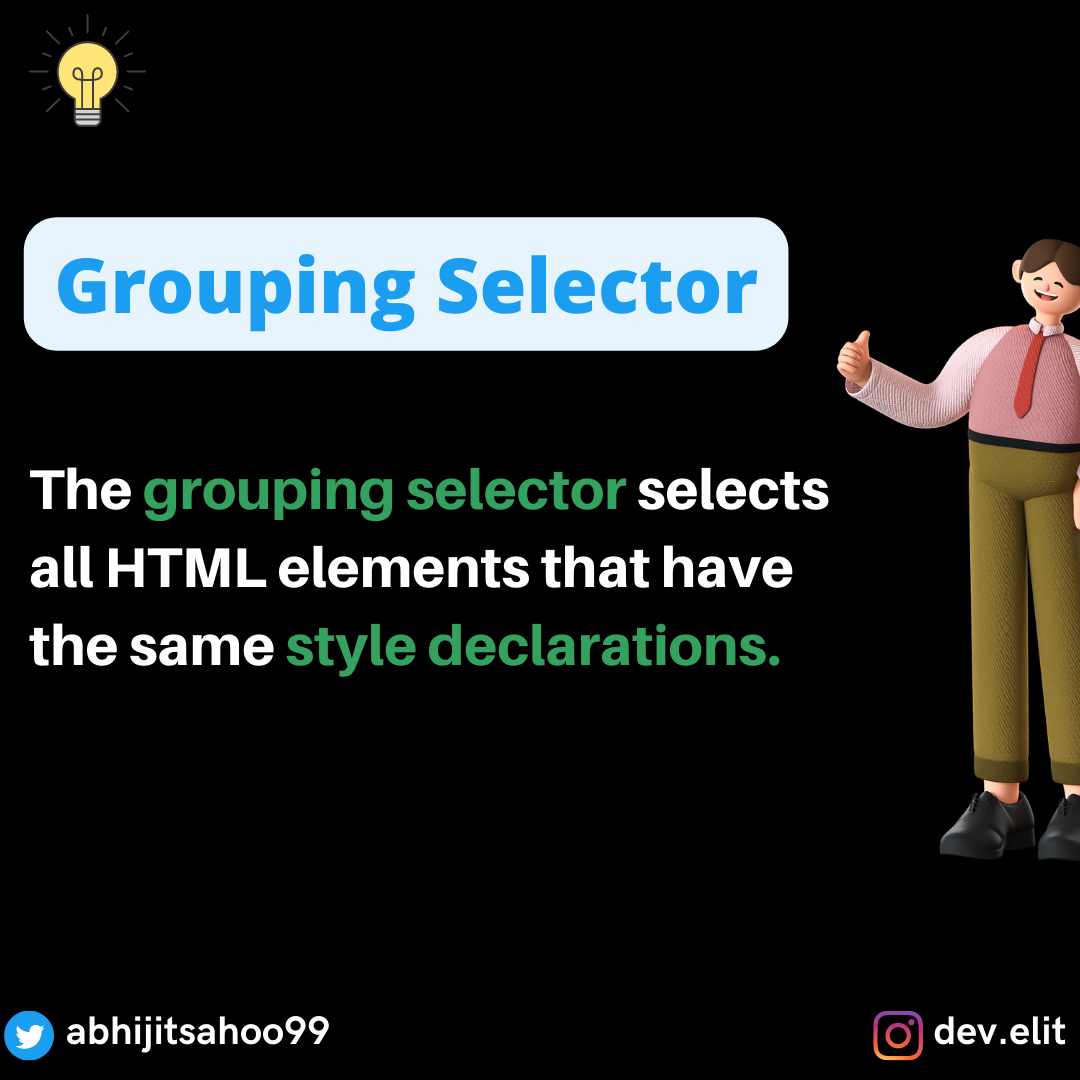 Grouping Selector
The grouping selector selects
all HTML elements that have
the same style declarations.
abhijitsahoo99
dev.elit